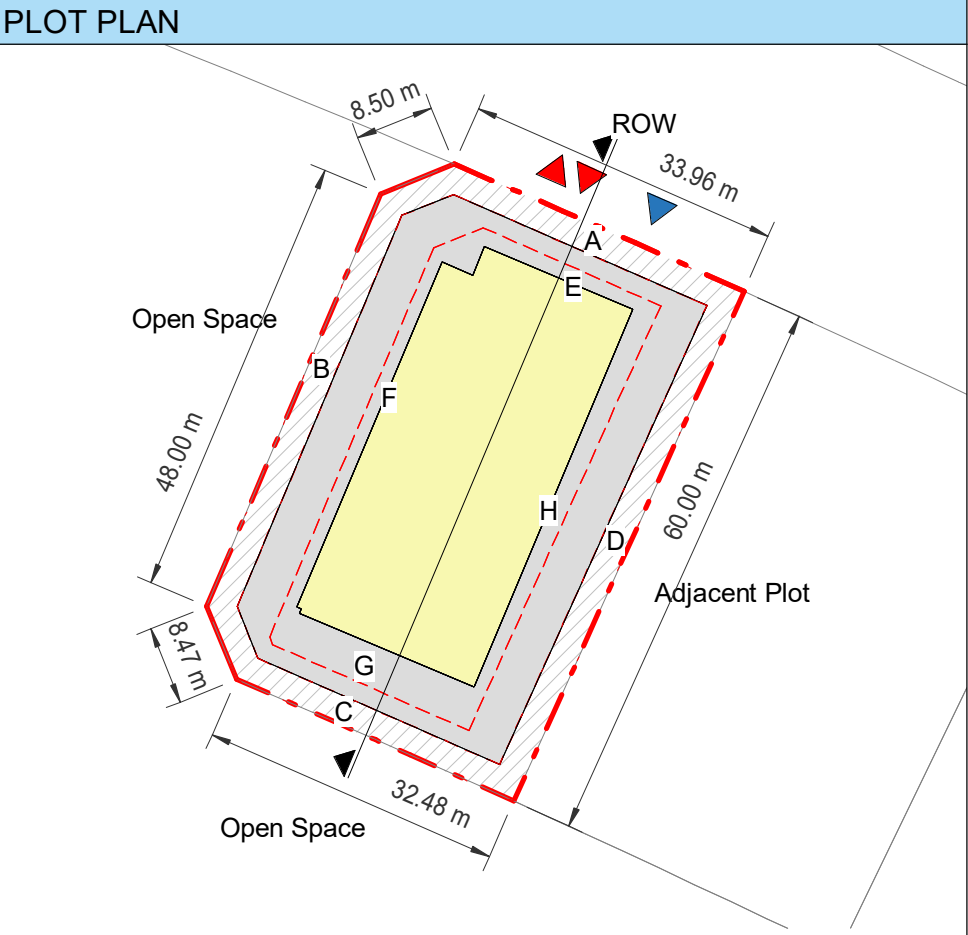 PLOT PLAN
8.50 m
ROW
33.96 m
A
E
Open Space
B
F
48.00 m
60.00 m
H
D
Adjacent Plot
8.47 m
G
C
32.48 m
Open Space